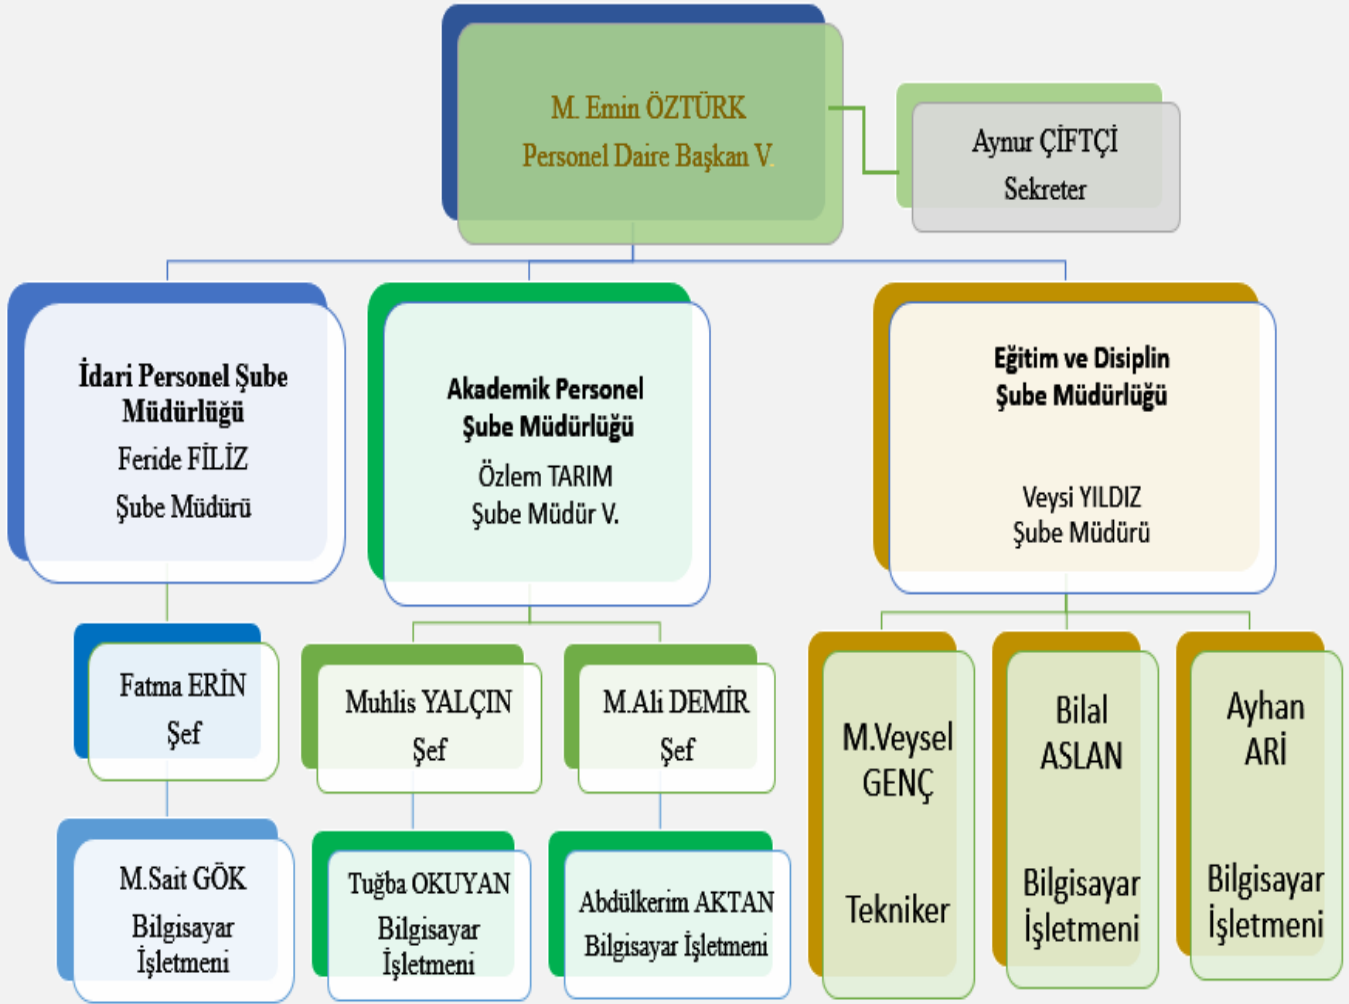 M. Emin ÖZTÜRK
Personel Daire Başkan V.
Aynur ÇİFTÇİ
Sekreter
İdari Personel Şube
Müdürlüğü
Feride FİLİZ
Şube Müdürü
Akademik Personel
Şube Müdürlüğü
Özlem TARIM
Şube Müdür V.
Eğitim ve Disiplin
Şube Müdürlüğü
Veysi YILDIZ
Şube Müdürü
Fatma ERİN
Şef
Muhlis YALÇIN
Şef
M.Ali DEMİR
Şef
M.Veysel
GENÇ
Tekniker
Bilal
ASLAN
Bilgisayar
İşletmeni
Ayhan
ARİ
Bilgisayar
İşletmeni
M.Sait GÖK
Bilgisayar
İşletmeni
Tuğba OKUYAN
Bilgisayar
İşletmeni
Abdülkerim AKTAN
Bilgisayar İşletmeni